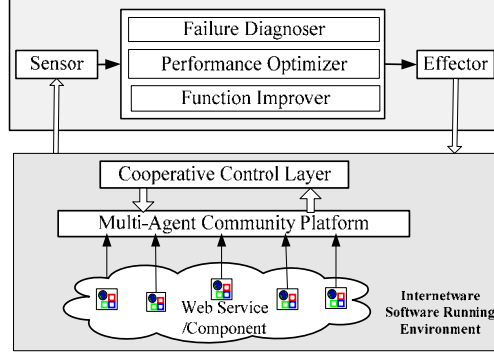 Failure Diagnoser
Sensor
Performance Optimizer
Effector
Function Improver
Cooperative Control Layer
Multi-Agent Community Platform
Web Service
/Component
Internetware
Software Running
Environment